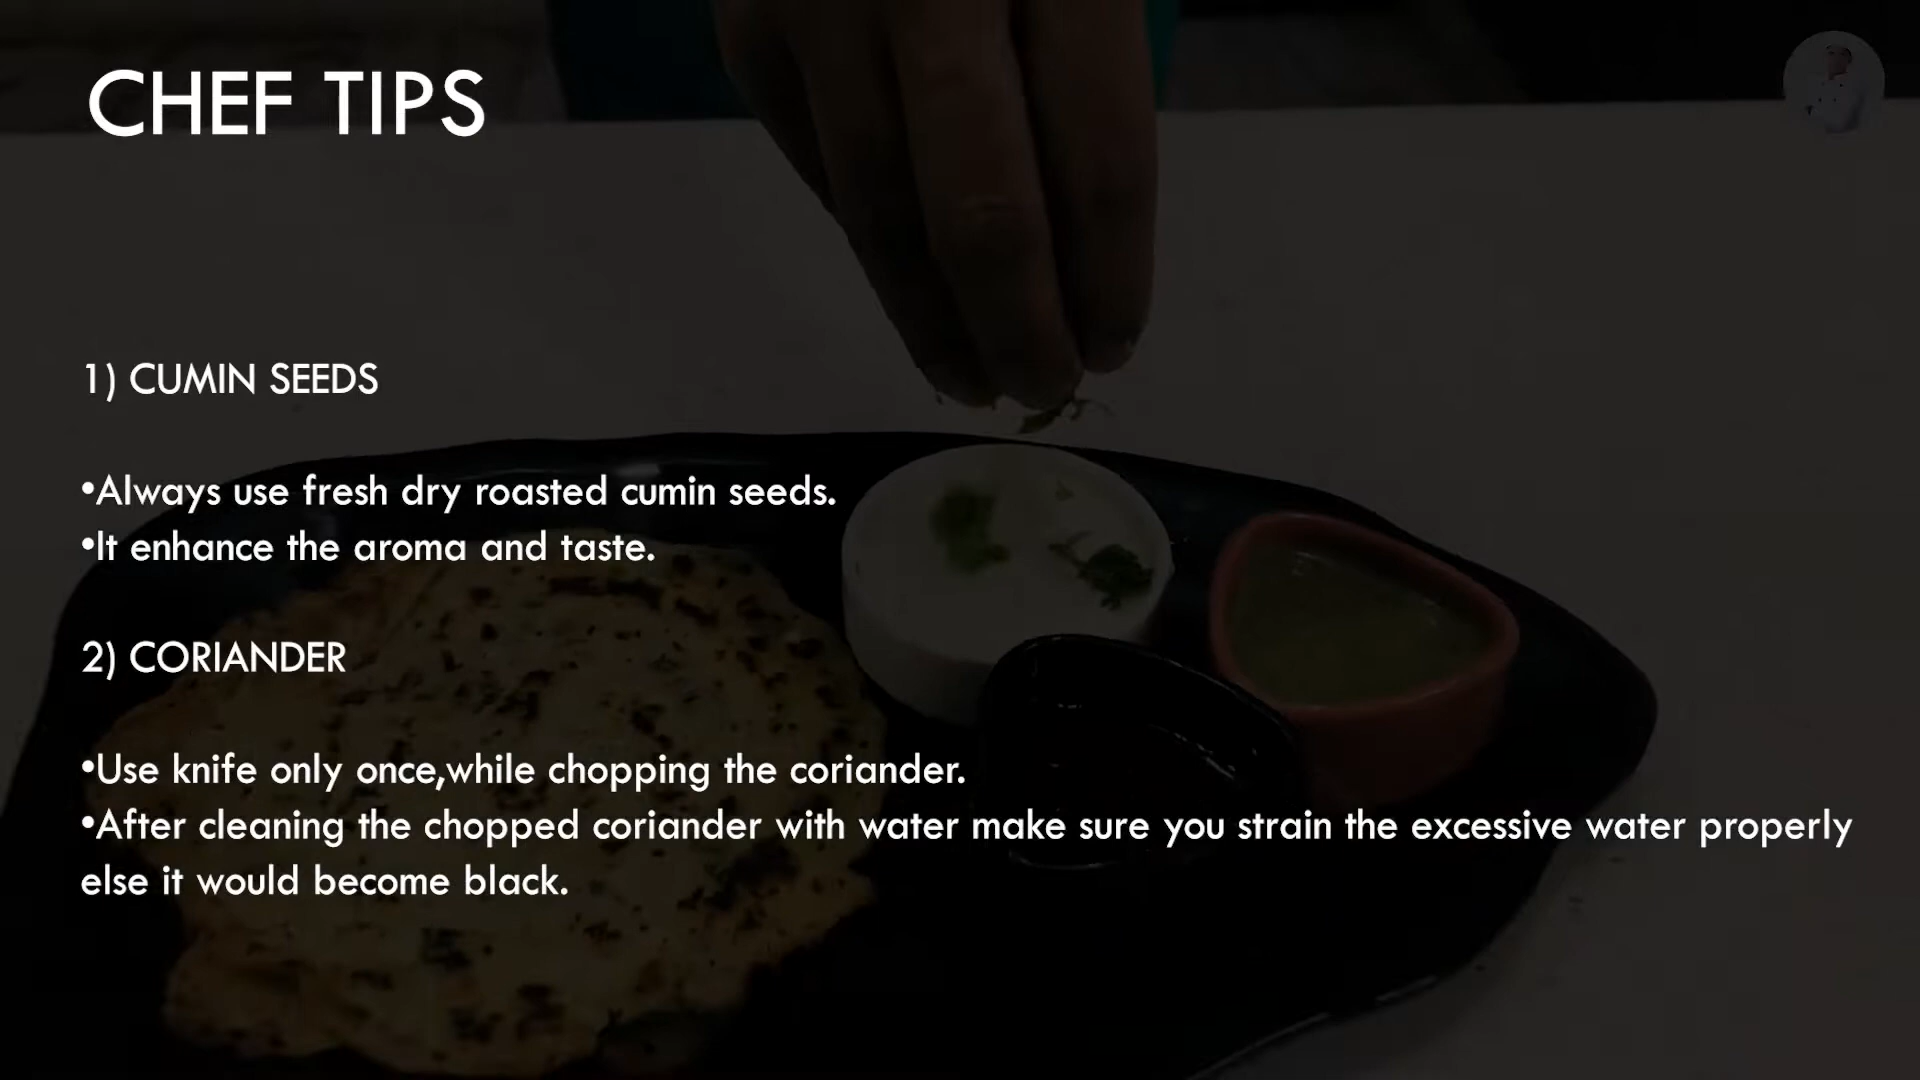 CHEF TIPS
1) CUMIN SEEDS
•Always use fresh dry roasted cumin seeds.
•It enhance the aroma and taste.
2) CORIANDER
•Use knife only once,while chopping the coriander.
•After cleaning the chopped coriander with water make sure you strain the excessive water properly
else it would become black.